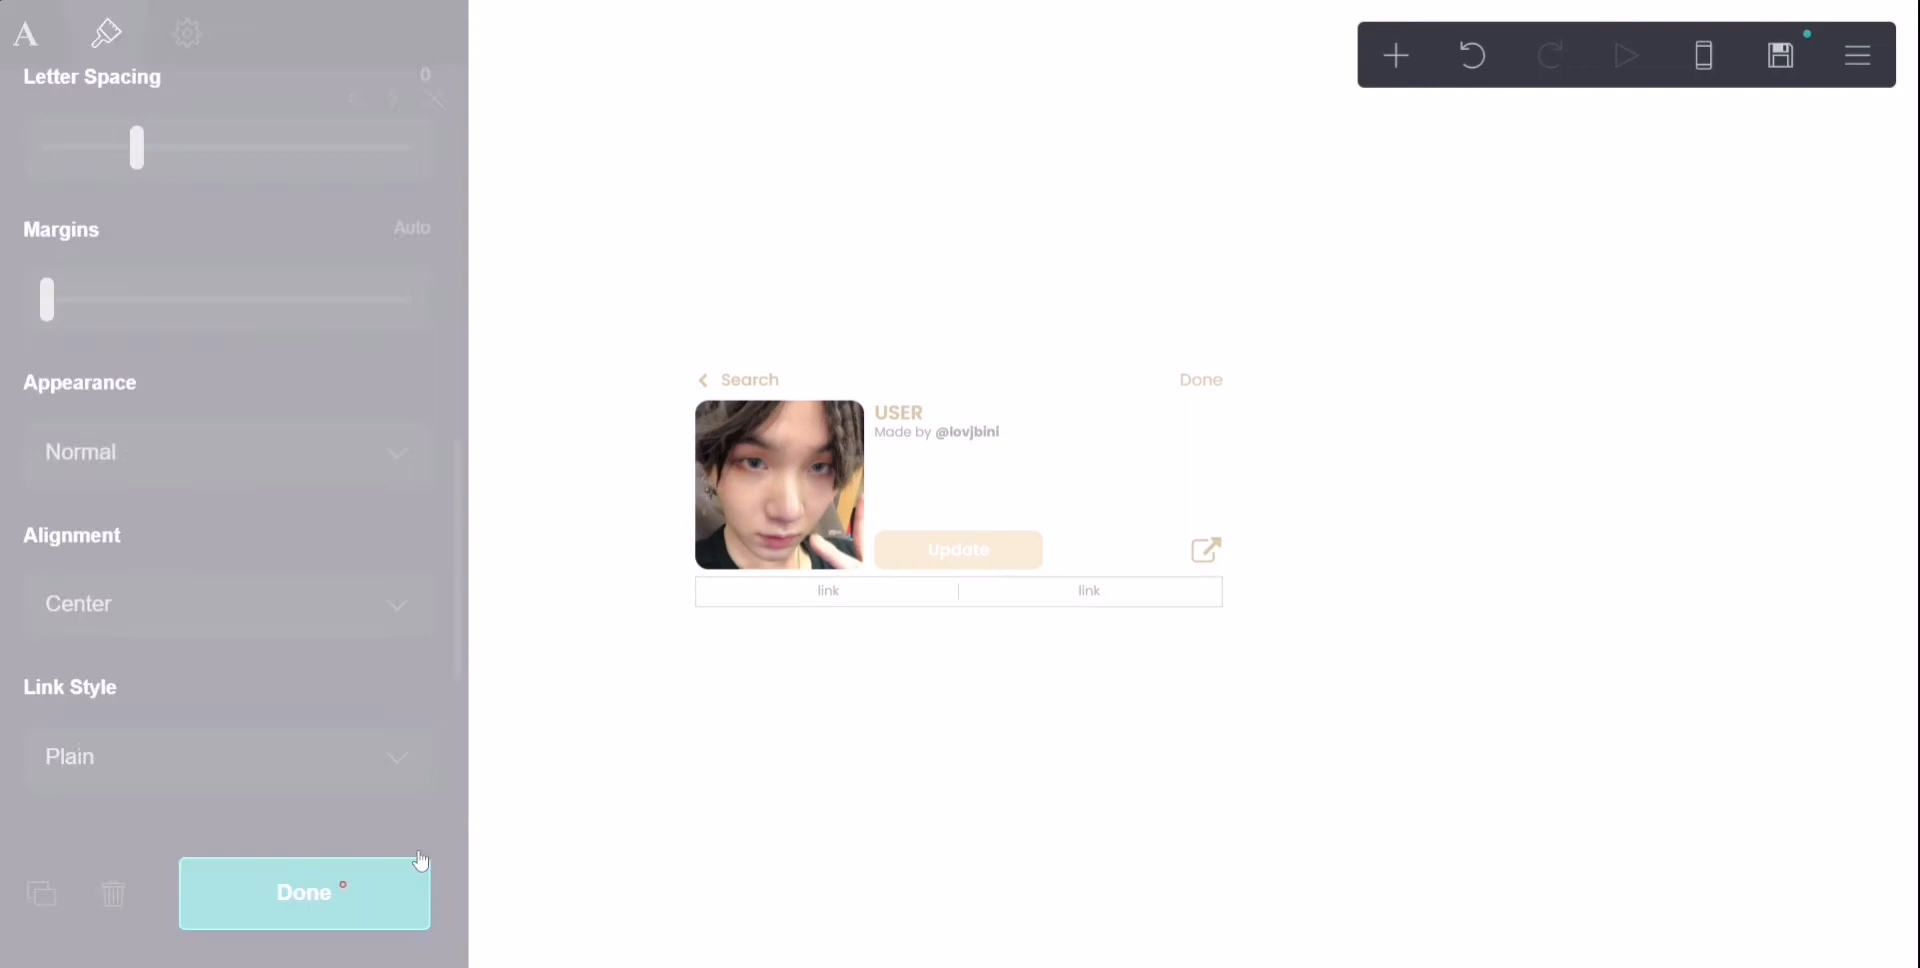 A
Letter Spacing
0
Margins
Auto
Appearance
Normal
Alignment
Center
Link Style
Plain
Done
Search
Done
USER
Made by @lovjbini
Update
link
link